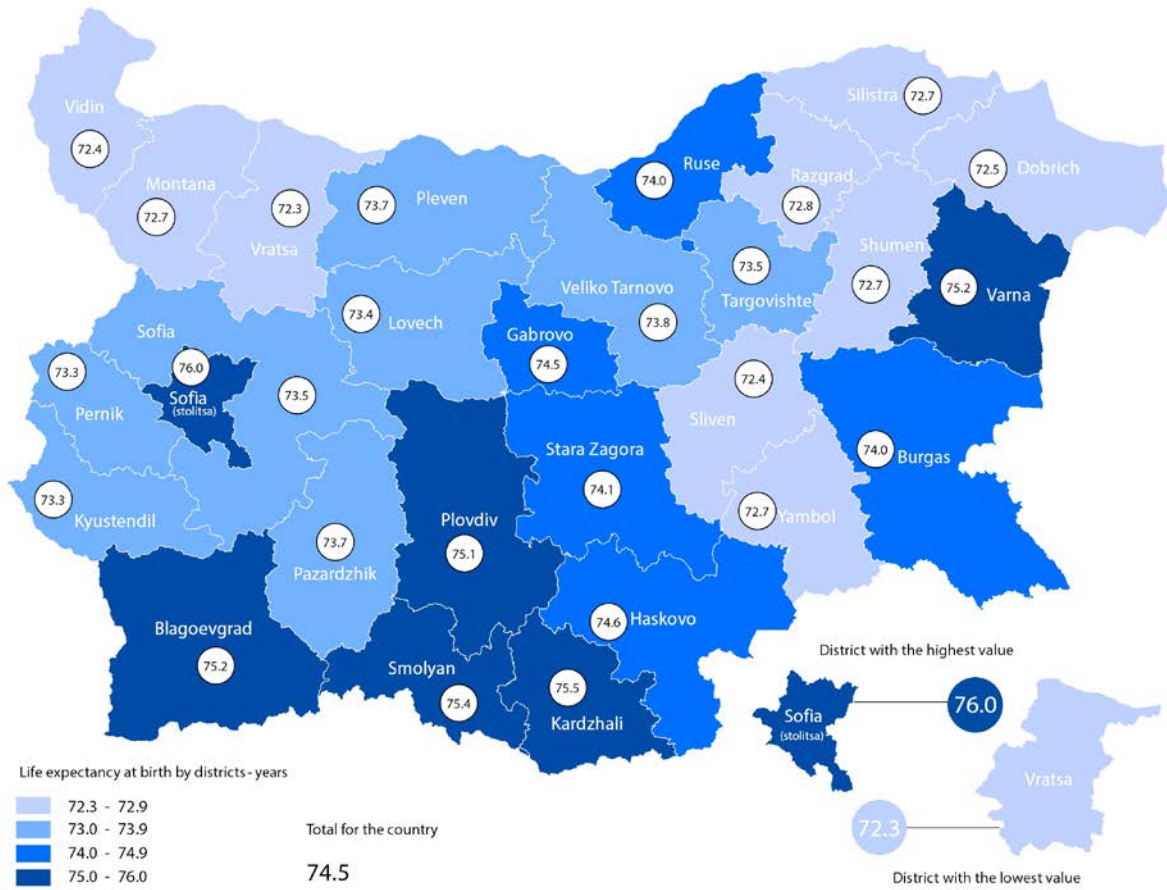 Vidin
72.4
Montana
72.7
72.3
Vratsa
73.7
Pleven
74.0
Ruse
Silistra
72.7
Razgrad
72.8
72.5
Dobrich
Shumen
72.7
75.2
Varna
73.5
Targovishte
Veliko Tarnovo
73.8
73.4
Lovech
Gabrovo
74.5
Sofia
73.5
76.0
Sofia
(stolitsa)
73.3
Pernik
73.3
Kyustendil
72.4
Sliven
72.7
Yambol
74.0
Burgas
Stara Zagora
74.1
Plovdiv
75.1
73.7
Pazardzhik
Blagoevgrad
75.2
Smolyan
75.4
75.5
Kardzhali
74.6
Haskovo
District with the highest value
Sofia
(stolitsa)
76.0
Vratsa
72.3
District with the lowest value
Life expectancy at birth by districts - years
72.3 - 72.9
73.0 - 73.9
74.0 - 74.9
75.0 - 76.0
Total for the country
74.5